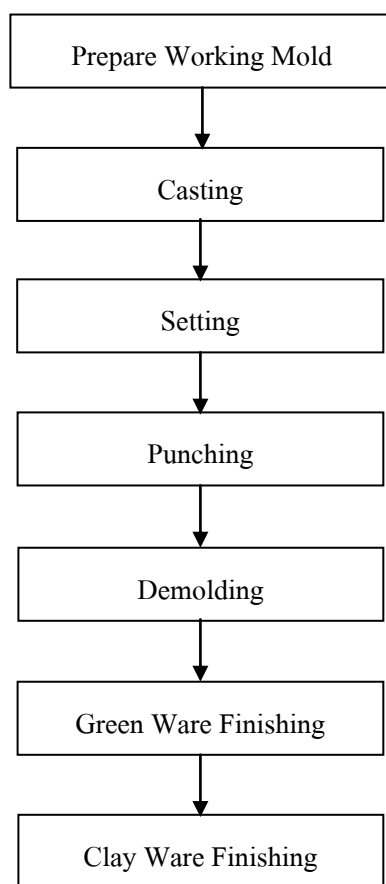 Prepare Working Mold
Casting
Setting
Punching
Demolding
Green Ware Finishing
Clay Ware Finishing